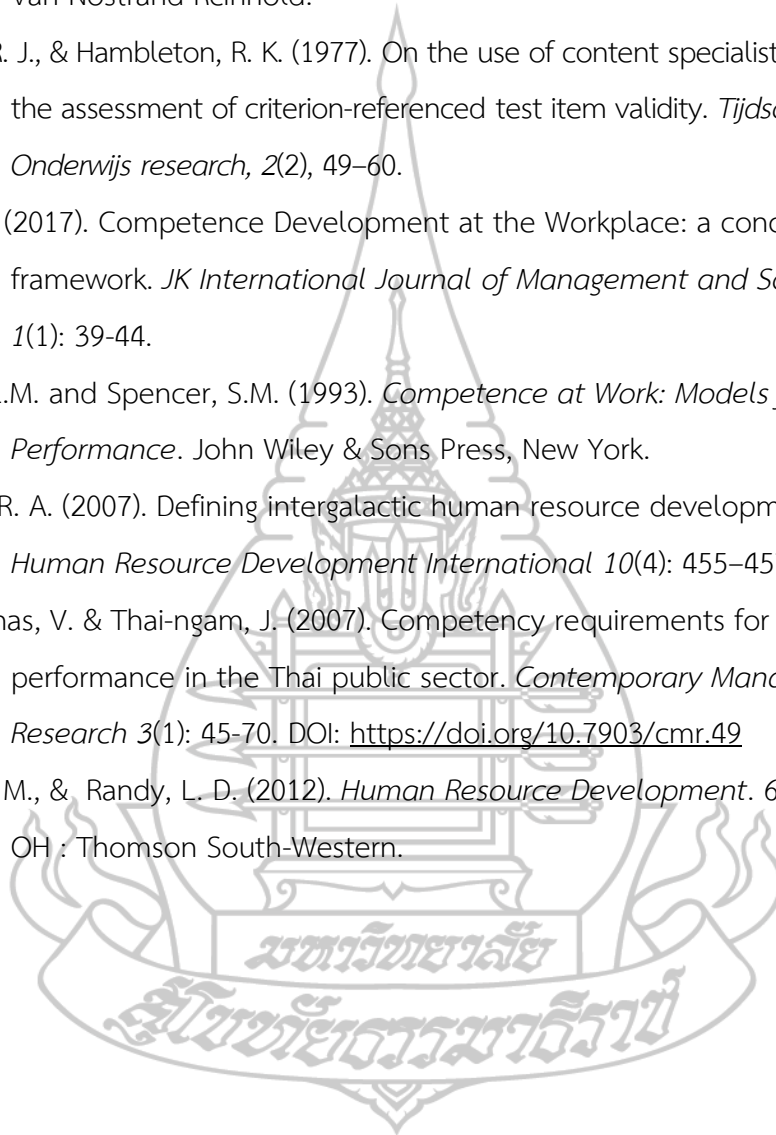 Van Nostrand Reinhold.
R. J., & Hambleton, R. K. (1977). On the use of content specialist
the assessment of criterion-referenced test item validity. Tijdsc
Onderwijs research, 2(2), 49–60.
(2017). Competence Development at the Workplace: a conc
framework. JK International Journal of Management and So
1(1): 39-44.
.M. and Spencer, S.M. (1993). Competence at Work: Models
Performance. John Wiley & Sons Press, New York.
R. A. (2007). Defining intergalactic human resource developm
Human Resource Development International 10(4): 455–45
nas, V. & Thai-ngam, J. (2007). Competency requirements for
performance in the Thai public sector. Contemporary Mana
Research 3(1): 45-70. DOI: https://doi.org/10.7903/cmr.49
M., & Randy, L. D. (2012). Human Resource Development. 6
OH : Thomson South-Western.
มหาวิทยาลัย
สุโขทัยธรรมาธิราช